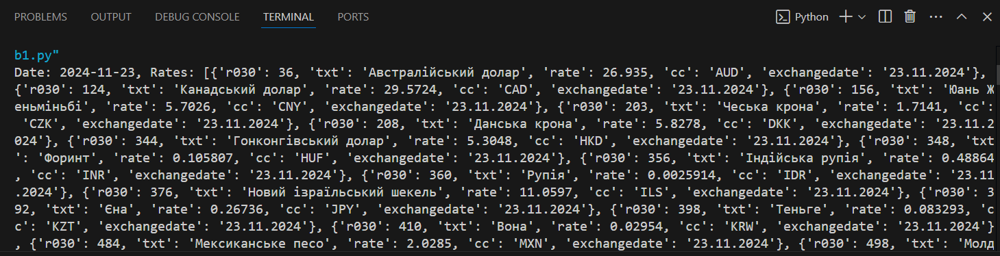 PROBLEMS OUTPUT DEBUG CONSOLE TERMINAL PORTS Python
b1.py"
Date: 2024-11-23, Rates: [{'r030': 36, 'txt': 'Австралійський долар', 'rate': 26.935, 'cc': 'AUD', 'exchangedate': '23.11.2024'},
{'r030': 124, 'txt': 'Канадський долар', 'rate': 29.5724, 'cc': 'CAD', 'exchangedate': '23.11.2024'}, {'r030': 156, 'txt': 'Юань Ж
еньміньбі', 'rate': 5.7026, 'cc': 'CNY', 'exchangedate': '23.11.2024'}, {'r030': 203, 'txt': 'Чеська крона', 'rate': 1.7141, 'cc':
'CZK', 'exchangedate': '23.11.2024'}, {'r030': 208, 'txt': 'Данська крона', 'rate': 5.8278, 'cc': 'DKK', 'exchangedate': '23.11.2
024'}, {'r030': 344, 'txt': 'Гонконгівський долар', 'rate': 5.3048, 'cc': 'HKD', 'exchangedate': '23.11.2024'}, {'r030': 348, 'txt
': 'Форинт', 'rate': 0.105807, 'cc': 'HUF', 'exchangedate': '23.11.2024'}, {'r030': 356, 'txt': 'Індійська рупія', 'rate': 0.48864
, 'cc': 'INR', 'exchangedate': '23.11.2024'}, {'r030': 360, 'txt': 'Рупія', 'rate': 0.0025914, 'cc': 'IDR', 'exchangedate': '23.11
.2024'}, {'r030': 376, 'txt': 'Новий ізраїльський шекель', 'rate': 11.0597, 'cc': 'ILS', 'exchangedate': '23.11.2024'}, {'r030': 3
92, 'txt': 'Єна', 'rate': 0.26736, 'cc': 'JPY', 'exchangedate': '23.11.2024'}, {'r030': 398, 'txt': 'Теньге', 'rate': 0.083293, 'c
c': 'KZT', 'exchangedate': '23.11.2024'}, {'r030': 410, 'txt': 'Вона', 'rate': 0.02954, 'cc': 'KRW', 'exchangedate': '23.11.2024'}
, {'r030': 484, 'txt': 'Мексиканське песо', 'rate': 2.0285, 'cc': 'MXN', 'exchangedate': '23.11.2024'}, {'r030': 498, 'txt': 'Молд